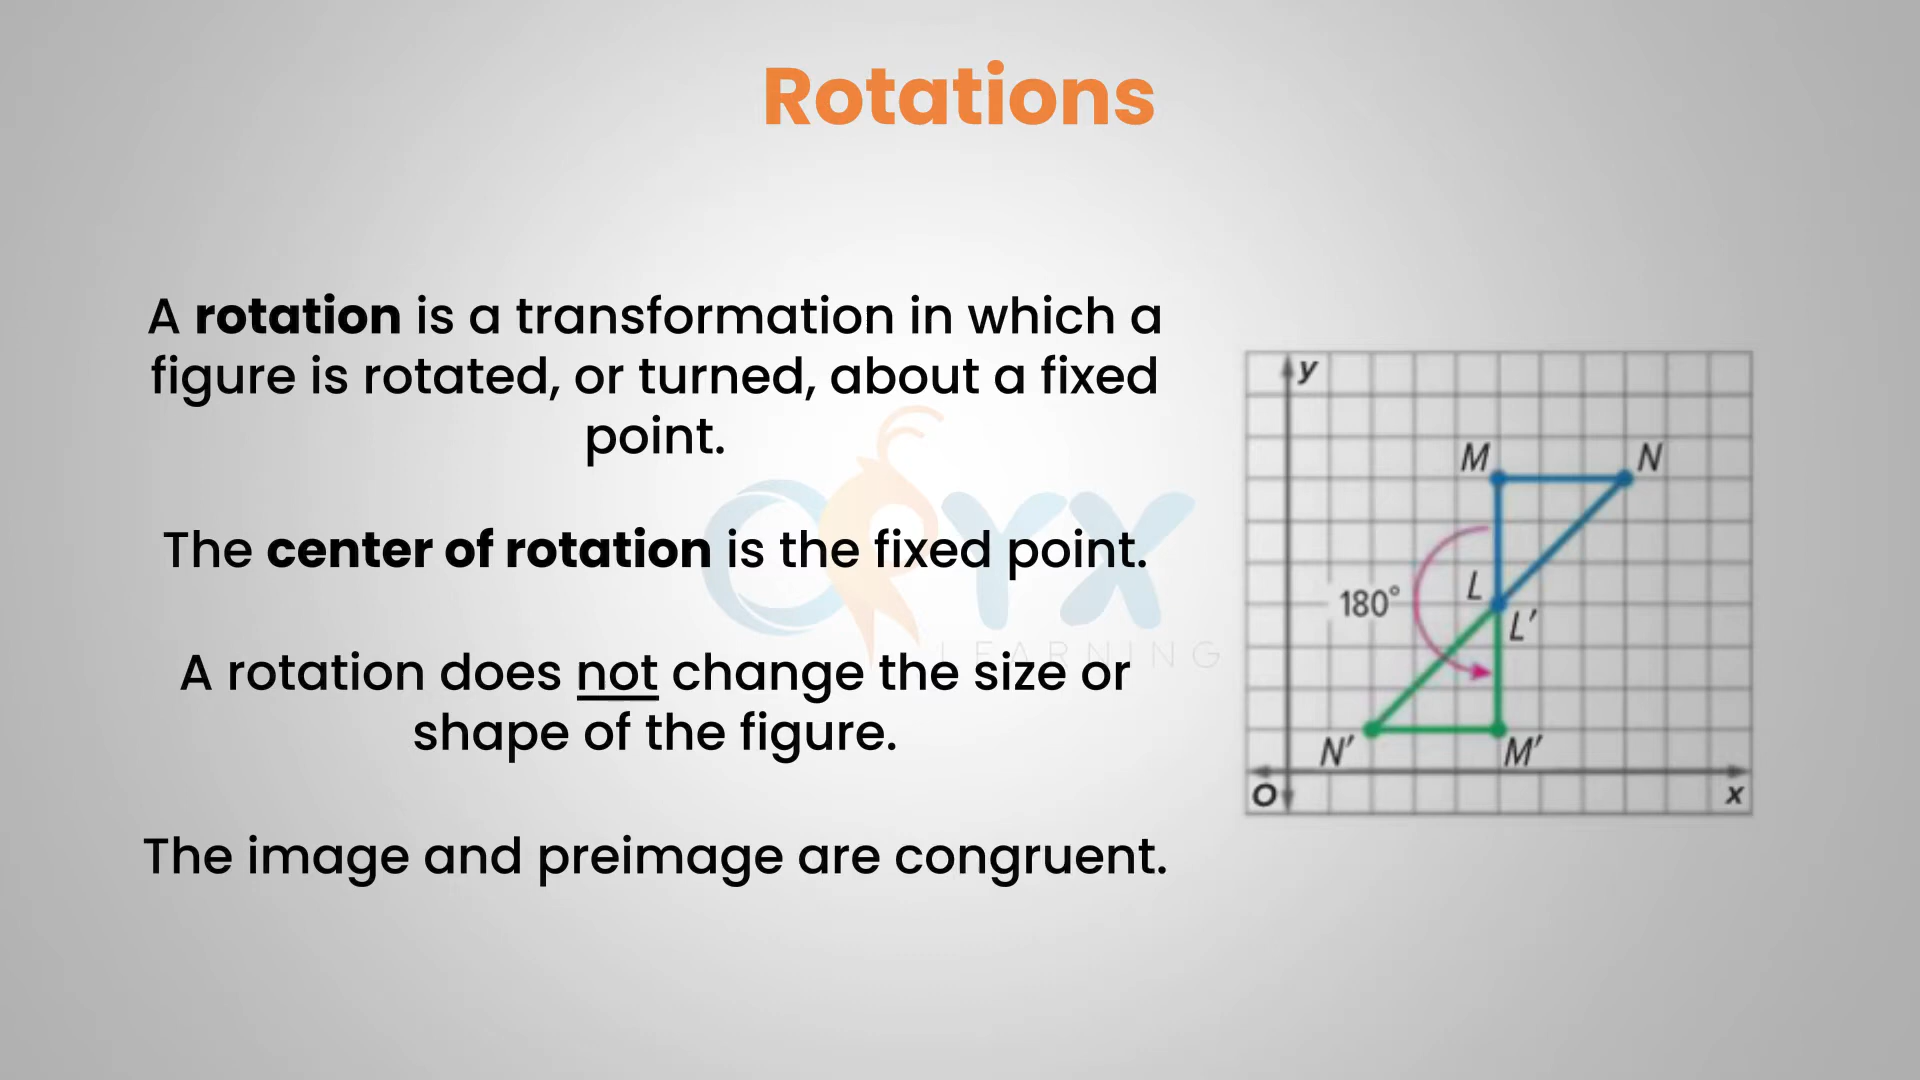 Rotations
A rotation is a transformation in which a
figure is rotated, or turned, about a fixed
point.
The center of rotation is the fixed point.
A rotation does not change the size or
shape of the figure.
The image and preimage are congruent.
ORYX
LEARNING
y
M
N
180°
L
L′
N′
M′
O
x